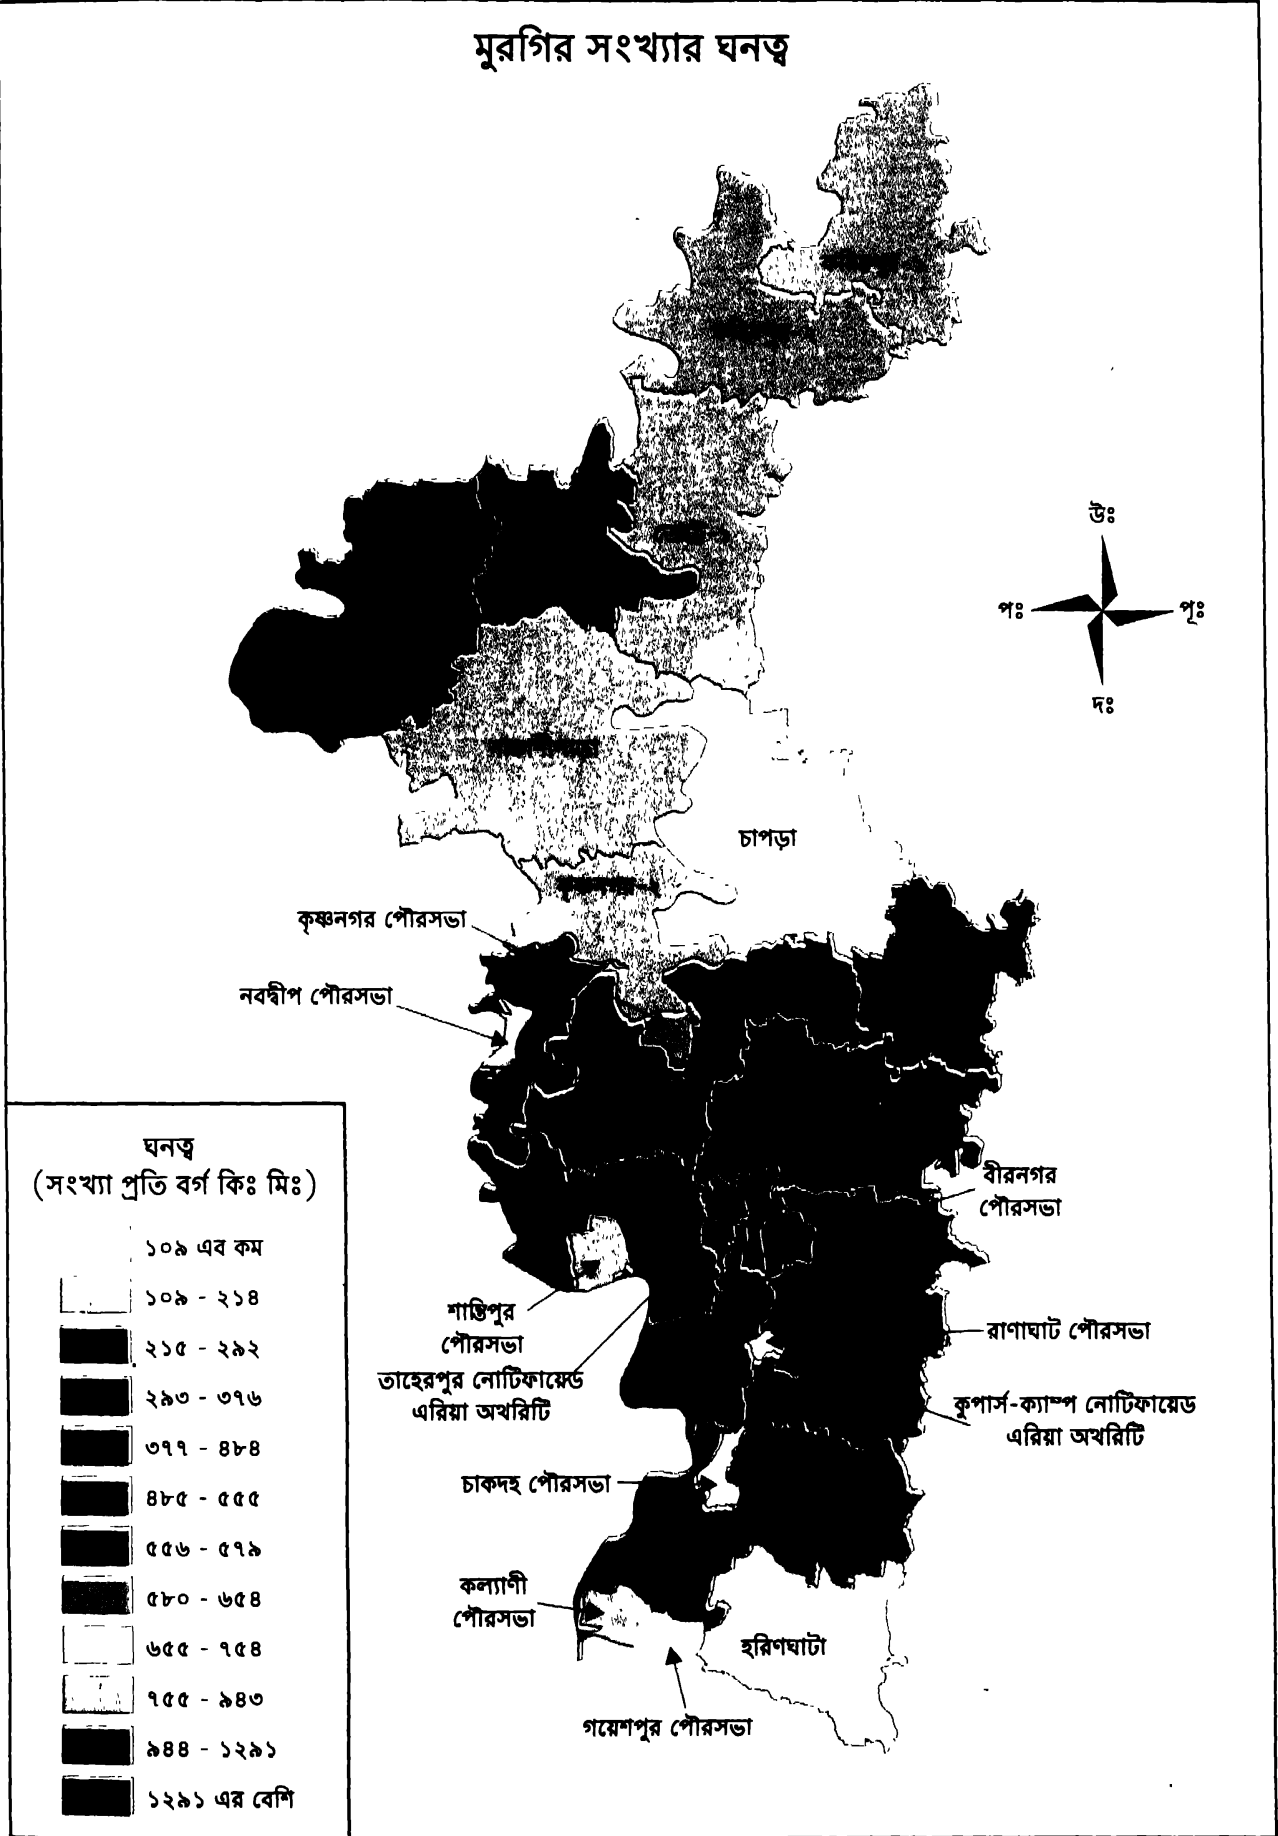 মুরগির সংখ্যার ঘনত্ব
উঃ
পঃ
পূঃ
দঃ
চাপড়া
কৃষ্ণনগর পৌরসভা
নবদ্বীপ পৌরসভা
ঘনত্ব
(সংখ্যা প্রতি বর্গ কিঃ মিঃ)
১০৯ এব কম
১০৯ - ২১৪
২১৫ - ২৯২
২৯৩ - ৩৭৬
৩৭৭ - ৪৮৪
৪৮৫ - ৫৫৫
৫৫৬ - ৫৭৯
৫৮০ - ৬৫৪
৬৫৫ - ৭৫৪
৭৫৫ - ৯৪৩
৯৪৪ - ১২৯১
১২৯১ এর বেশি
বীরনগর
পৌরসভা
শান্তিপুর
পৌরসভা
রাণাঘাট পৌরসভা
তাহেরপুর নোটিফায়েড
এরিয়া অথরিটি
কুপার্স-ক্যাম্প নোটিফায়েড
এরিয়া অথরিটি
চাকদহ পৌরসভা
কল্যাণী
পৌরসভা
হরিণঘাটা
গয়েশপুর পৌরসভা